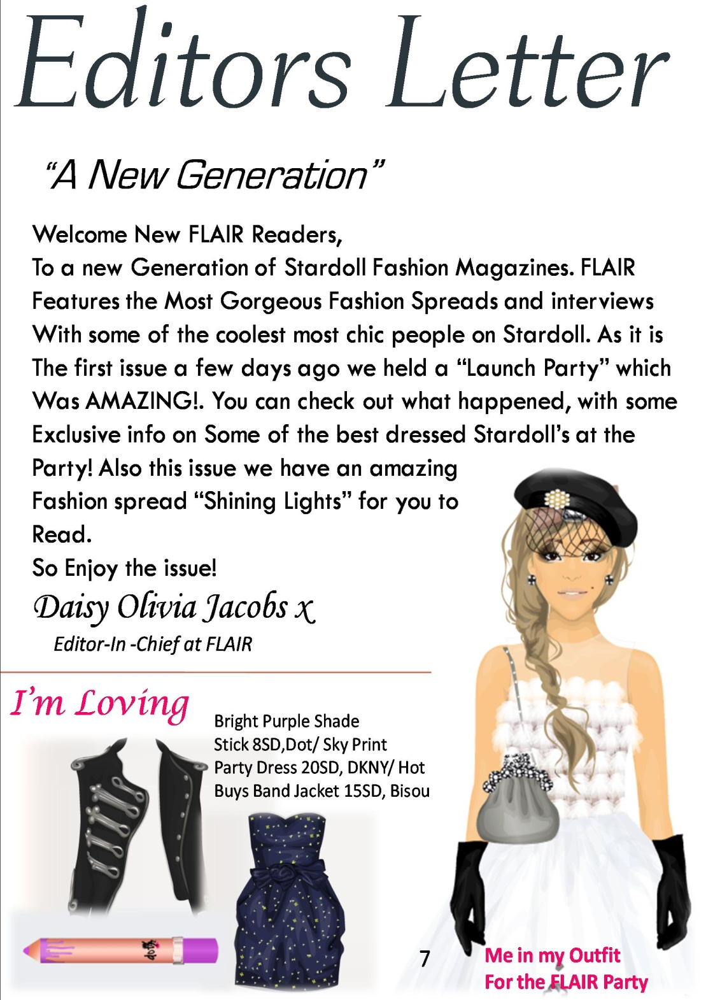 Editors Letter
“A New Generation”
Welcome New FLAIR Readers,
To a new Generation of Stardoll Fashion Magazines. FLAIR
Features the Most Gorgeous Fashion Spreads and interviews
With some of the coolest most chic people on Stardoll. As it is
The first issue a few days ago we held a “Launch Party” which
Was AMAZING!. You can check out what happened, with some
Exclusive info on Some of the best dressed Stardoll’s at the
Party! Also this issue we have an amazing
Fashion spread “Shining Lights” for you to
Read.
So Enjoy the issue!
Daisy Olivia Jacobs x
Editor-In -Chief at FLAIR
I’m Loving
Bright Purple Shade
Stick 8SD,Dot/ Sky Print
Party Dress 20SD, DKNY/ Hot
Buys Band Jacket 15SD, Bisou
dot
7
Me in my Outfit
For the FLAIR Party